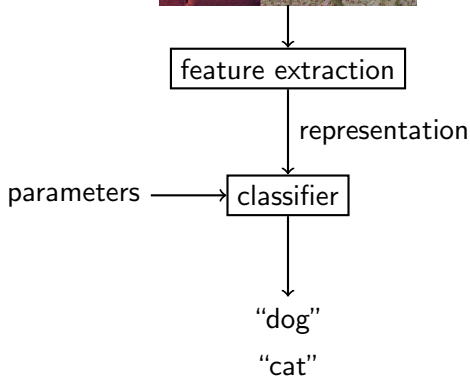 feature extraction
representation
parameters
classifier
“dog”
“cat”